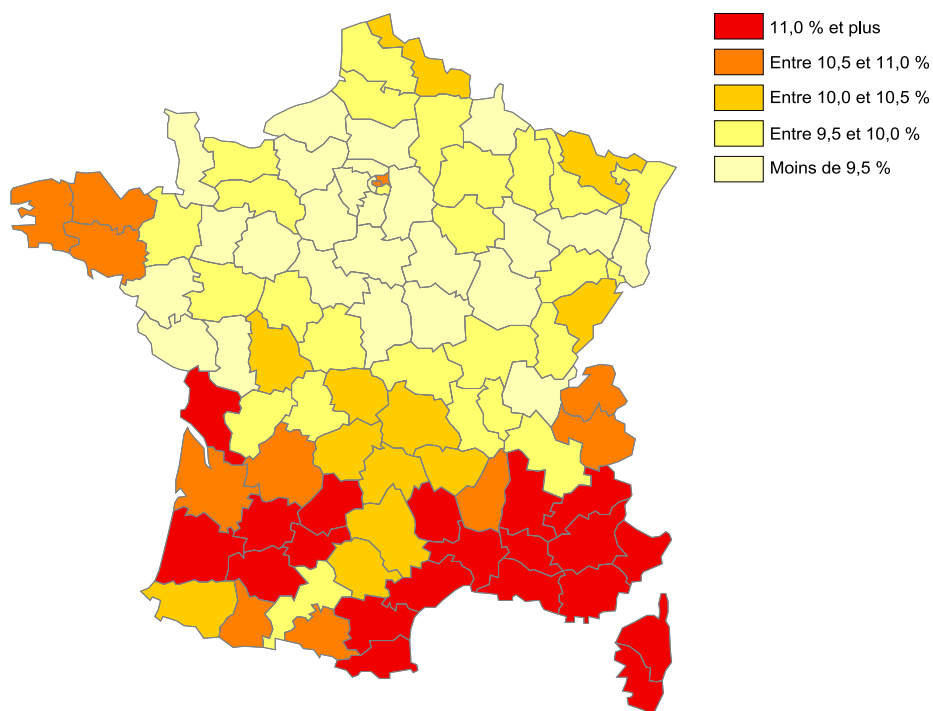 11,0 % et plus
Entre 10,5 et 11,0 %
Entre 10,0 et 10,5 %
Entre 9,5 et 10,0 %
Moins de 9,5 %